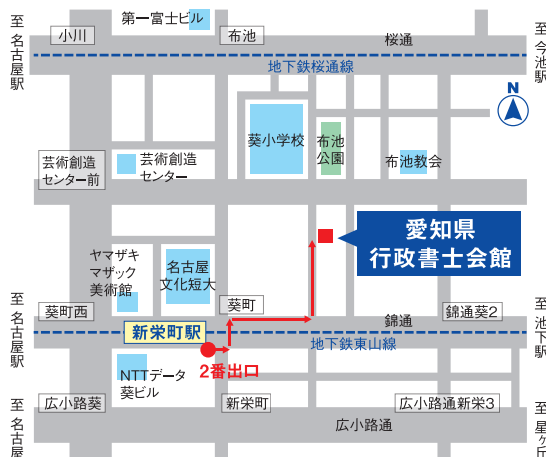 第一富士ビル
至
名古屋駅
小川
布池
桜通
至
今池駅
地下鉄桜通線
N
葵小学校
布池
公園
芸術創造
センター前
芸術創造
センター
布池教会
愛知県
行政書士会館
ヤマザキ
マザック
美術館
名古屋
文化短大
至
名古屋駅
葵町西
葵町
錦通
錦通葵2
至
池下駅
新栄町駅
地下鉄東山線
2番出口
NTTデータ
葵ビル
至
名古屋
広小路葵
新栄町
広小路通新栄3
広小路通
至
星ヶ丘